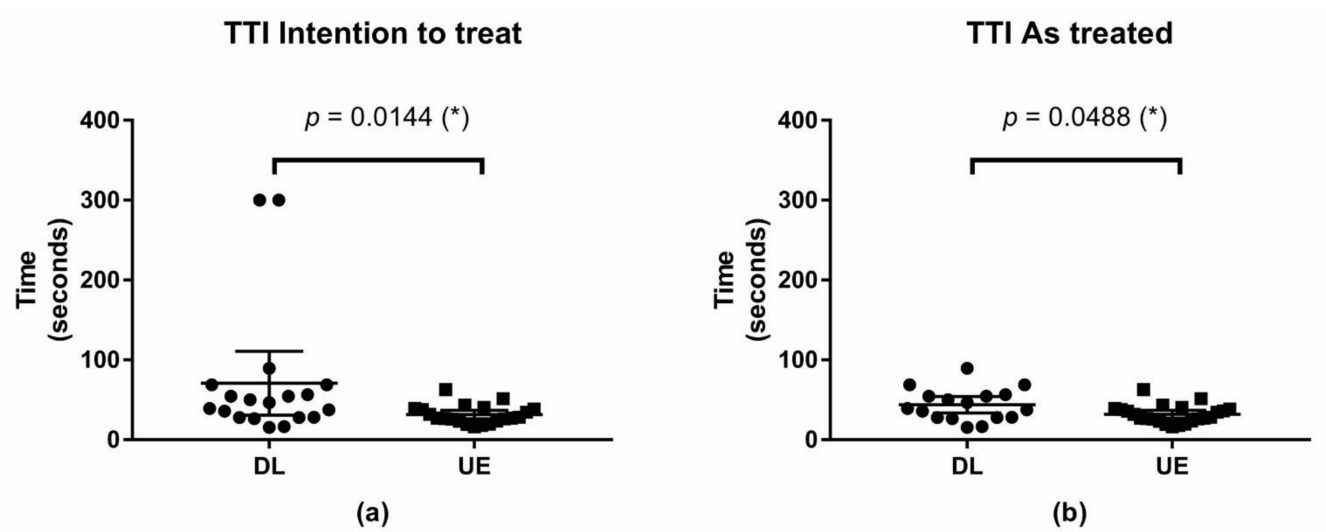 TTI Intention to treat
p = 0.0144 (*)
400
300
200
100
0
Time
(seconds)
DL UE
(a)
TTI As treated
p = 0.0488 (*)
400
300
200
100
0
Time
(seconds)
DL UE
(b)